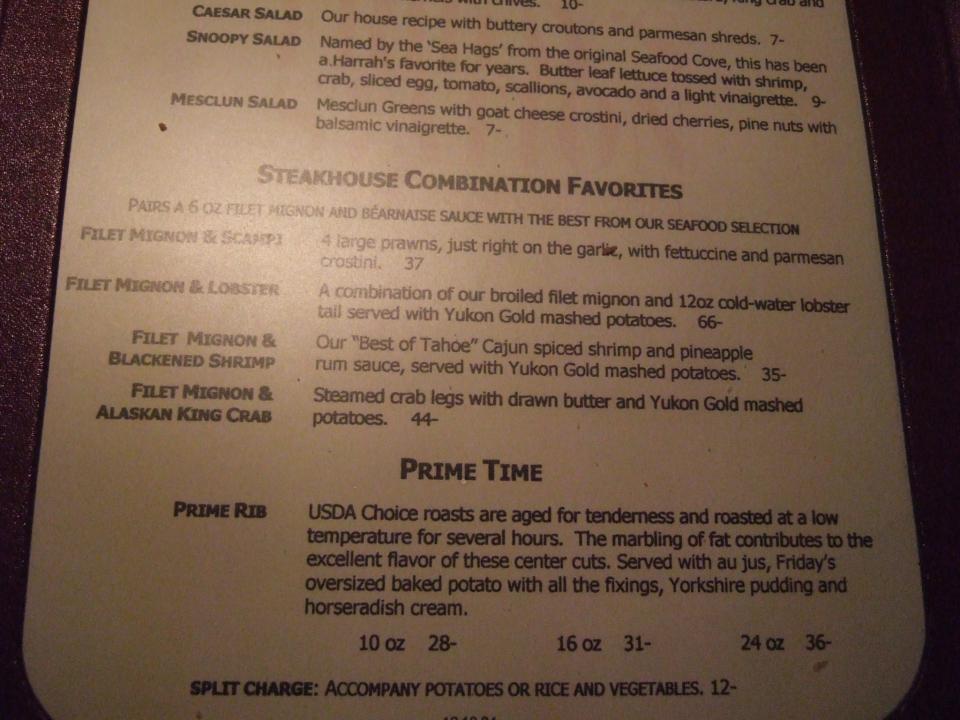 with chives. 10-
King Crab and
CAESAR SALAD Our house recipe with buttery croutons and parmesan shreds. 7-
SNOOPY SALAD Named by the 'Sea Hags' from the original Seafood Cove, this has been
a Harrah's favorite for years. Butter leaf lettuce tossed with shrimp,
crab, sliced egg, tomato, scallions, avocado and a light vinaigrette. 9-
MESCLUN SALAD Mesclun Greens with goat cheese crostini, dried cherries, pine nuts with
balsamic vinaigrette. 7-
STEAKHOUSE COMBINATION FAVORITES
PAIRS A 6 OZ FILET MIGNON AND BÉARNAISE SAUCE WITH THE BEST FROM OUR SEAFOOD SELECTION
FILET MIGNON & SCAMPI 4 large prawns, just right on the garlic, with fettuccine and parmesan
crostini. 37
FILET MIGNON & LOBSTER A combination of our broiled filet mignon and 12oz cold-water lobster
tail served with Yukon Gold mashed potatoes. 66-
FILET MIGNON & Our "Best of Tahoe" Cajun spiced shrimp and pineapple
BLACKENED SHRIMP rum sauce, served with Yukon Gold mashed potatoes. 35-
FILET MIGNON & Steamed crab legs with drawn butter and Yukon Gold mashed
ALASKAN KING CRAB potatoes. 44-
PRIME TIME
PRIME RIB USDA Choice roasts are aged for tenderness and roasted at a low
temperature for several hours. The marbling of fat contributes to the
excellent flavor of these center cuts. Served with au jus, Friday's
oversized baked potato with all the fixings, Yorkshire pudding and
horseradish cream.
10 oz 28- 16 oz 31- 24 oz 36-
SPLIT CHARGE: ACCOMPANY POTATOES OR RICE AND VEGETABLES. 12-